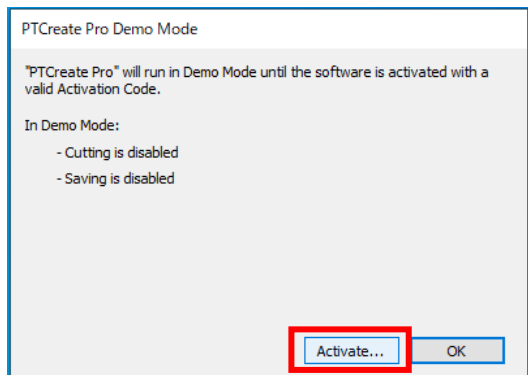 PTCreate Pro Demo Mode
"PTCreate Pro" will run in Demo Mode until the software is activated with a
valid Activation Code.
In Demo Mode:
- Cutting is disabled
- Saving is disabled
Activate... OK